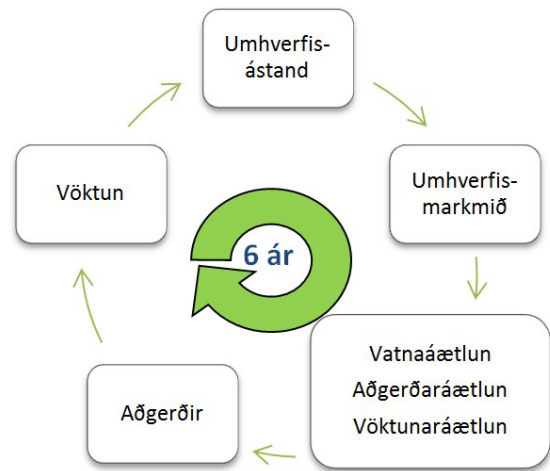 Umhverfis-
ástand
Umhverfis-
markmið
Vatnaáætlun
Aðgerðaráætlun
Vöktunaráætlun
Aðgerðir
Vöktun
6 ár